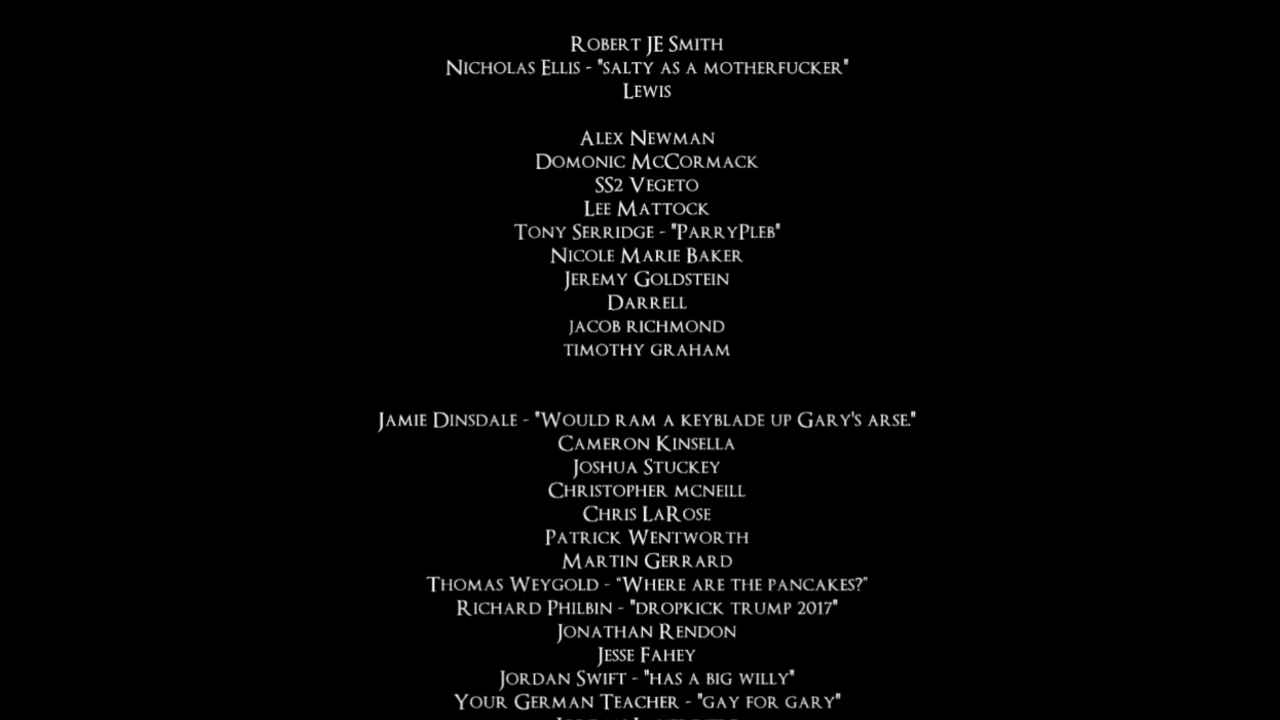 Robert JE Smith
Nicholas Ellis - "salty as a motherfucker"
Lewis
Alex Newman
Domonic McCormack
SS2 Vegeto
Lee Mattock
Tony Serridge - "ParryPleb"
Nicole Marie Baker
Jeremy Goldstein
Darrell
jacob richmond
timothy graham
Jamie Dinsdale - "Would ram a keyblade up Gary's arse."
Cameron Kinsella
Joshua Stuckey
Christopher mcneill
Chris LaRose
Patrick Wentworth
Martin Gerrard
Thomas Weygold - "Where are the pancakes?"
Richard Philbin - "dropkick trump 2017"
Jonathan Rendon
Jesse Fahey
Jordan Swift - "has a big willy"
Your German Teacher - "gay for gary"